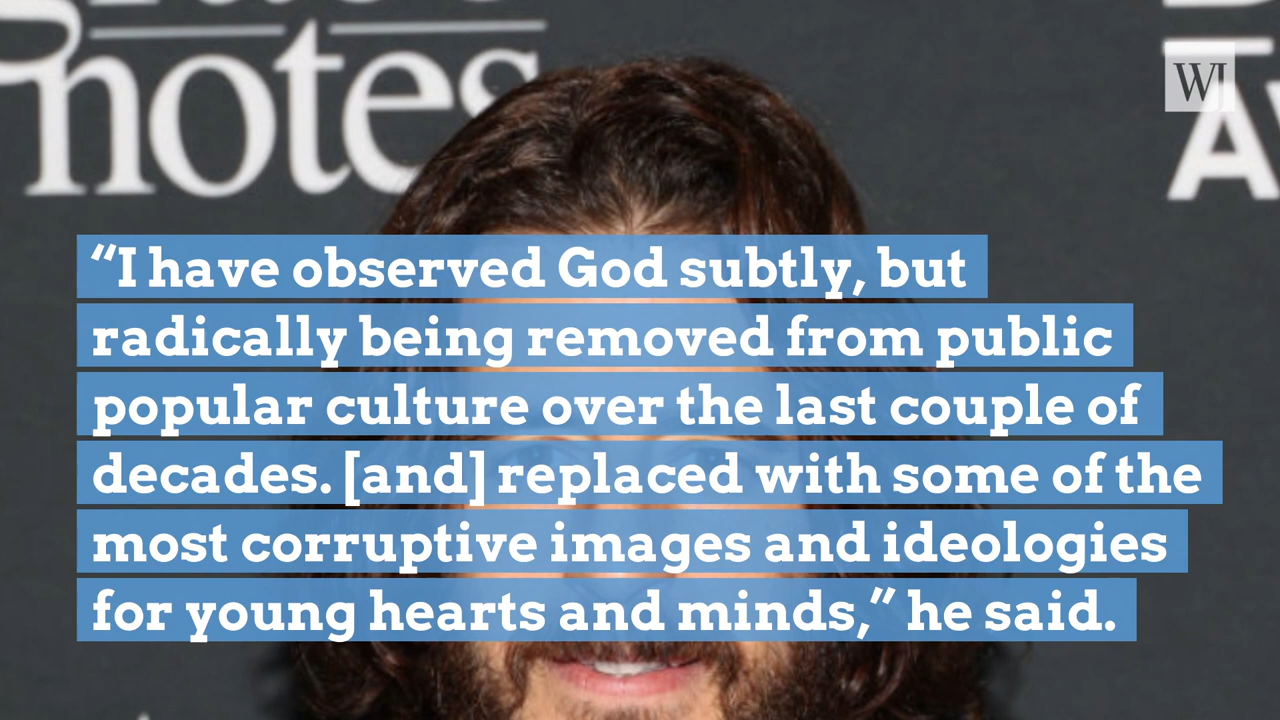 notes
WJ
A
“I have observed God subtly, but
radically being removed from public
popular culture over the last couple of
decades. [and] replaced with some of the
most corruptive images and ideologies
for young hearts and minds,” he said.